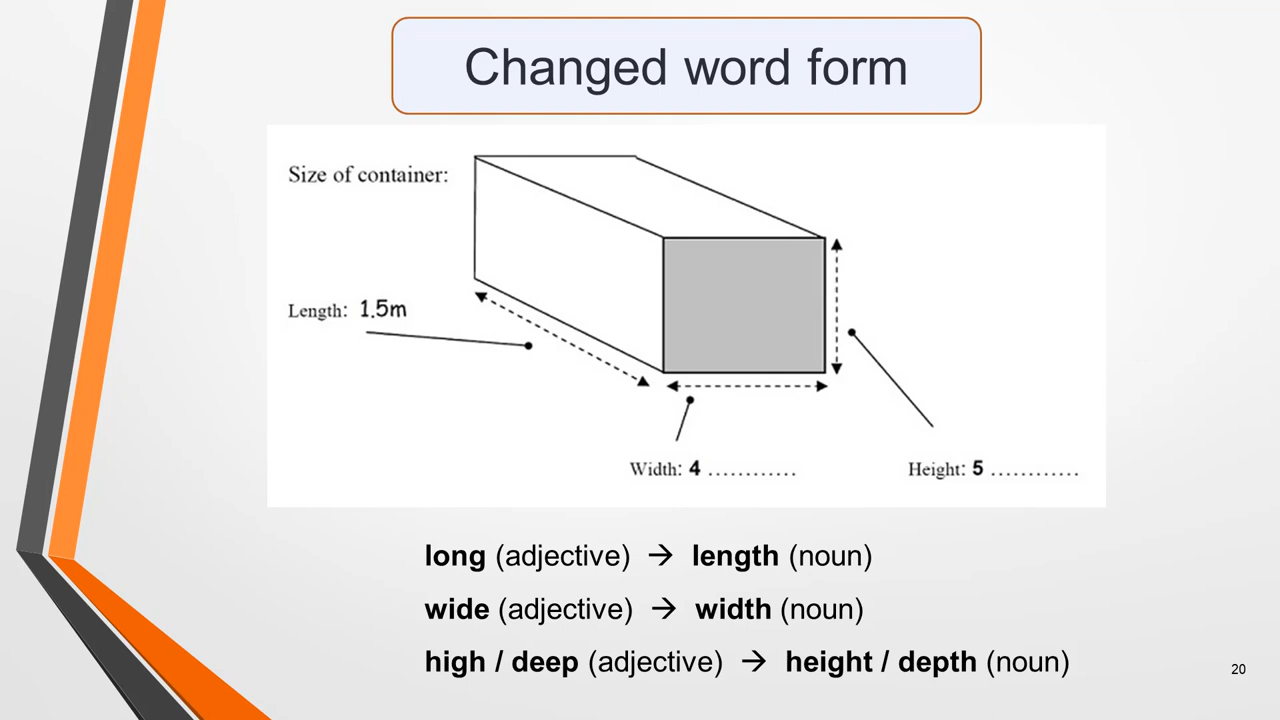 Changed word form
Size of container:
Length: 1.5m
Width: 4 ............
Height: 5 ............
long (adjective) → length (noun)
wide (adjective) → width (noun)
high / deep (adjective) → height / depth (noun)
20